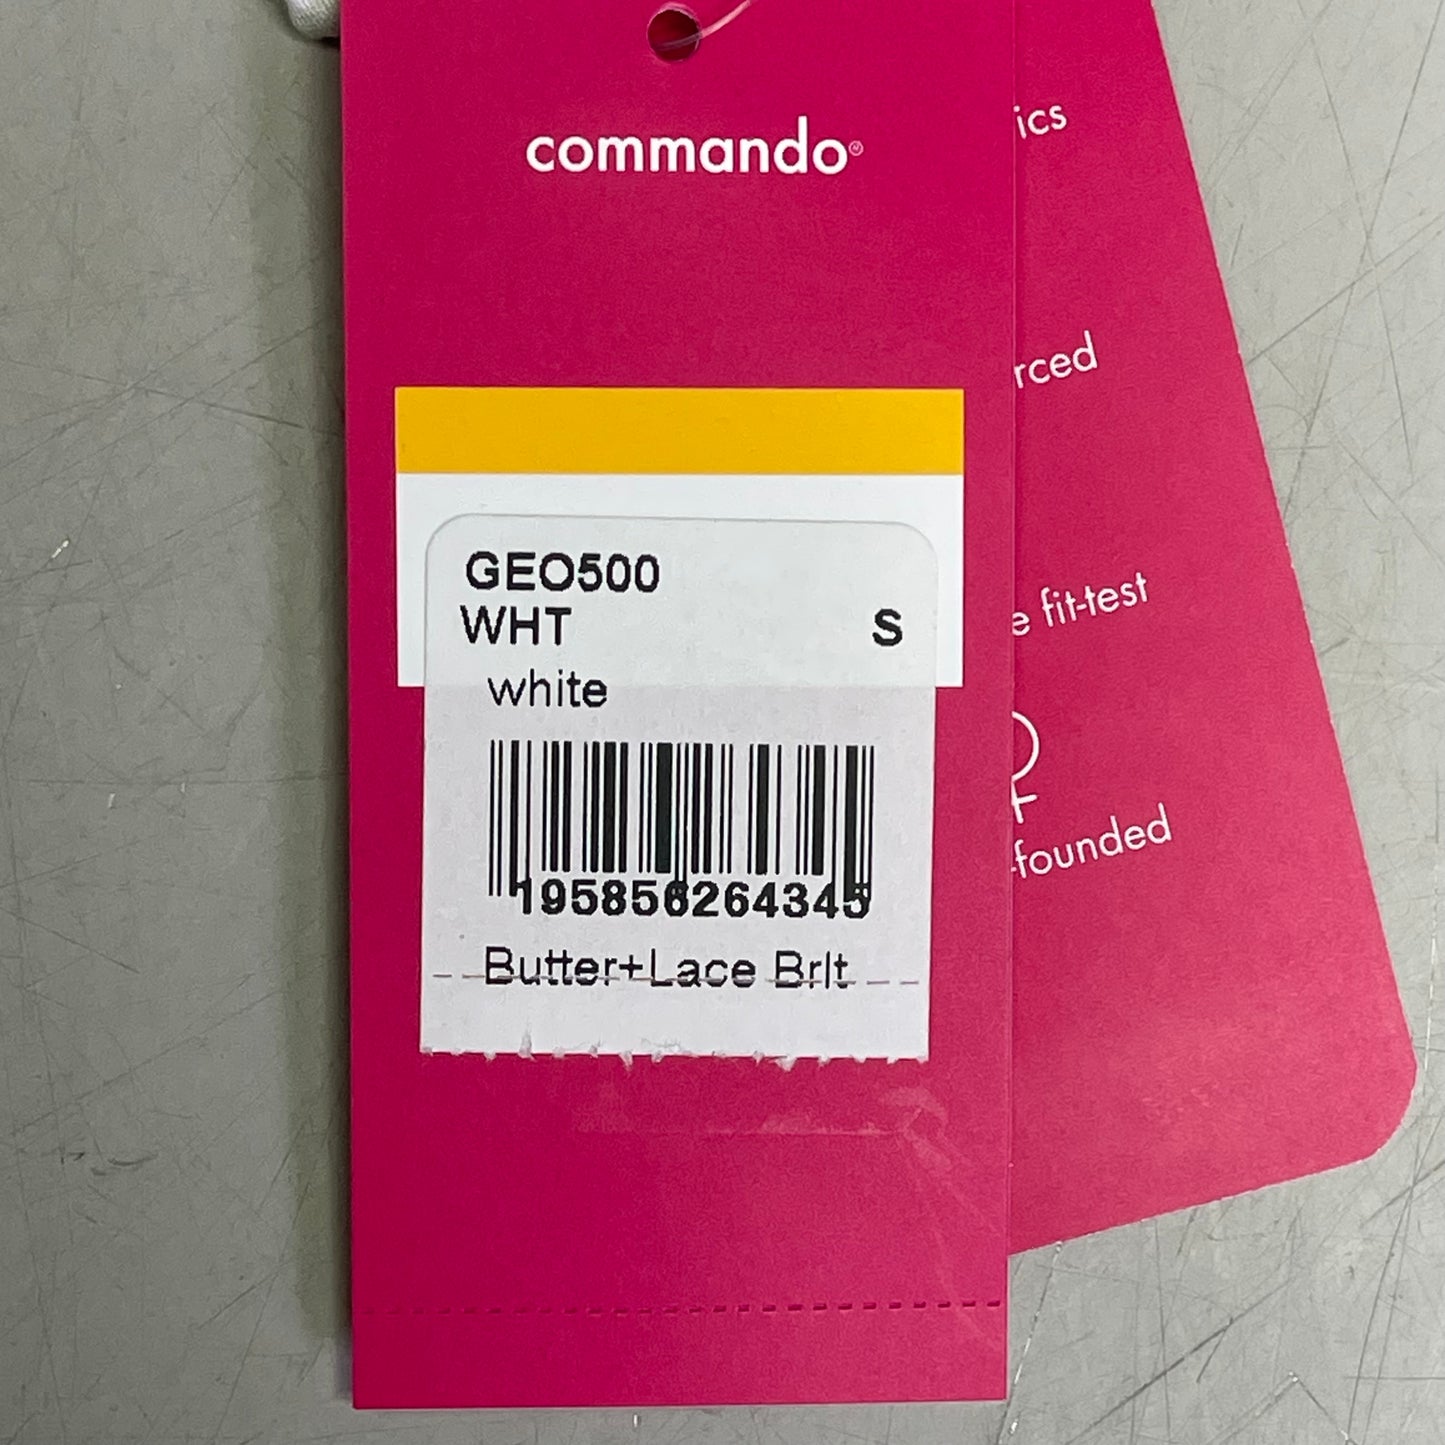 commando®
GEO500
WHT S
white
195856264345
Butter+Lace Brlt
ics
rced
e fit-test
-founded